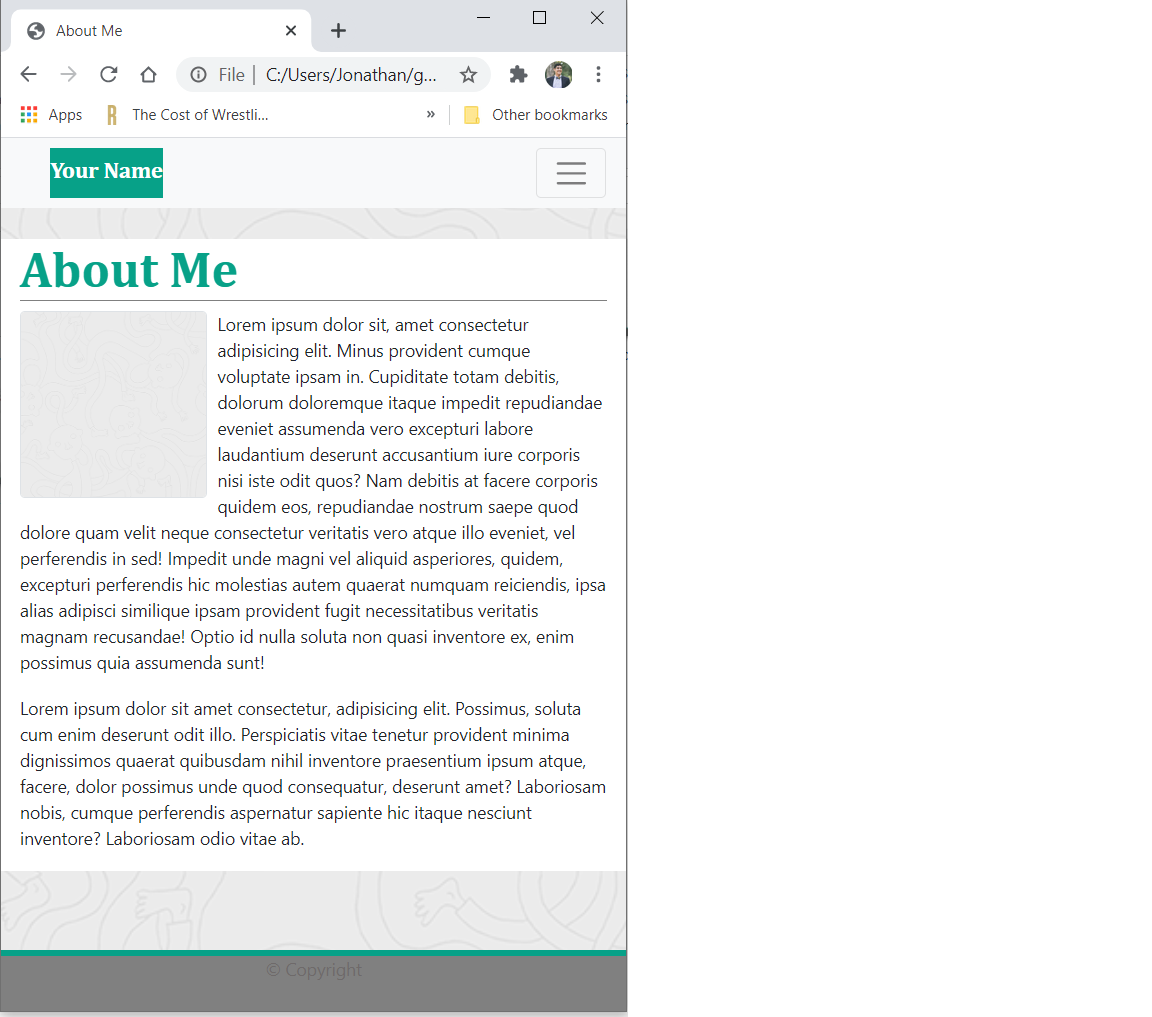 About Me
File | C:/Users/Jonathan/g...
Apps
The Cost of Wrestli...
»
Other bookmarks
Your Name
About Me
Lorem ipsum dolor sit, amet consectetur
adipisicing elit. Minus provident cumque
voluptate ipsam in. Cupiditate totam debitis,
dolorum doloremque itaque impedit repudiandae
eveniet assumenda vero excepturi labore
laudantium deserunt accusantium iure corporis
nisi iste odit quos? Nam debitis at facere corporis
quidem eos, repudiandae nostrum saepe quod
dolore quam velit neque consectetur veritatis vero atque illo eveniet, vel
perferendis in sed! Impedit unde magni vel aliquid asperiores, quidem,
excepturi perferendis hic molestias autem quaerat numquam reiciendis, ipsa
alias adipisci similique ipsam provident fugit necessitatibus veritatis
magnam recusandae! Optio id nulla soluta non quasi inventore ex, enim
possimus quia assumenda sunt!
Lorem ipsum dolor sit amet consectetur, adipisicing elit. Possimus, soluta
cum enim deserunt odit illo. Perspiciatis vitae tenetur provident minima
dignissimos quaerat quibusdam nihil inventore praesentium ipsum atque,
facere, dolor possimus unde quod consequatur, deserunt amet? Laboriosam
nobis, cumque perferendis aspernatur sapiente hic itaque nesciunt
inventore? Laboriosam odio vitae ab.
© Copyright